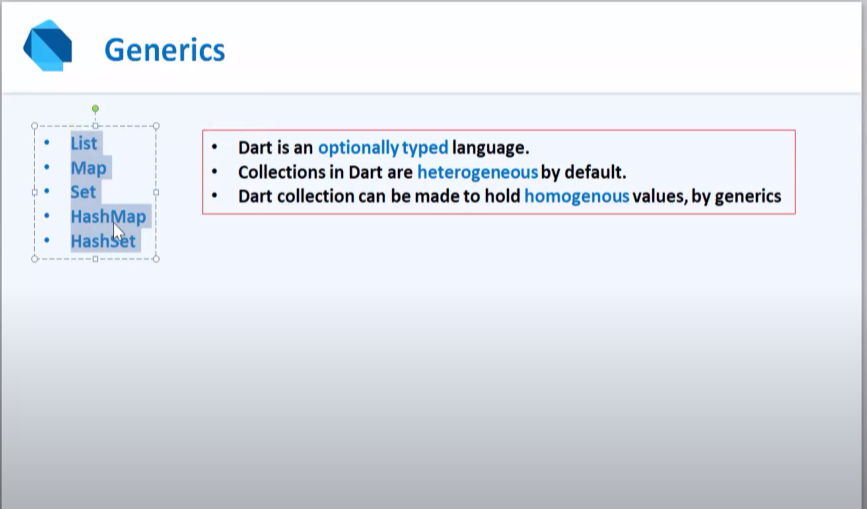 Generics
• List
• Map
• Set
• HashMap
• HashSet
• Dart is an optionally typed language.
• Collections in Dart are heterogeneous by default.
• Dart collection can be made to hold homogenous values, by generics